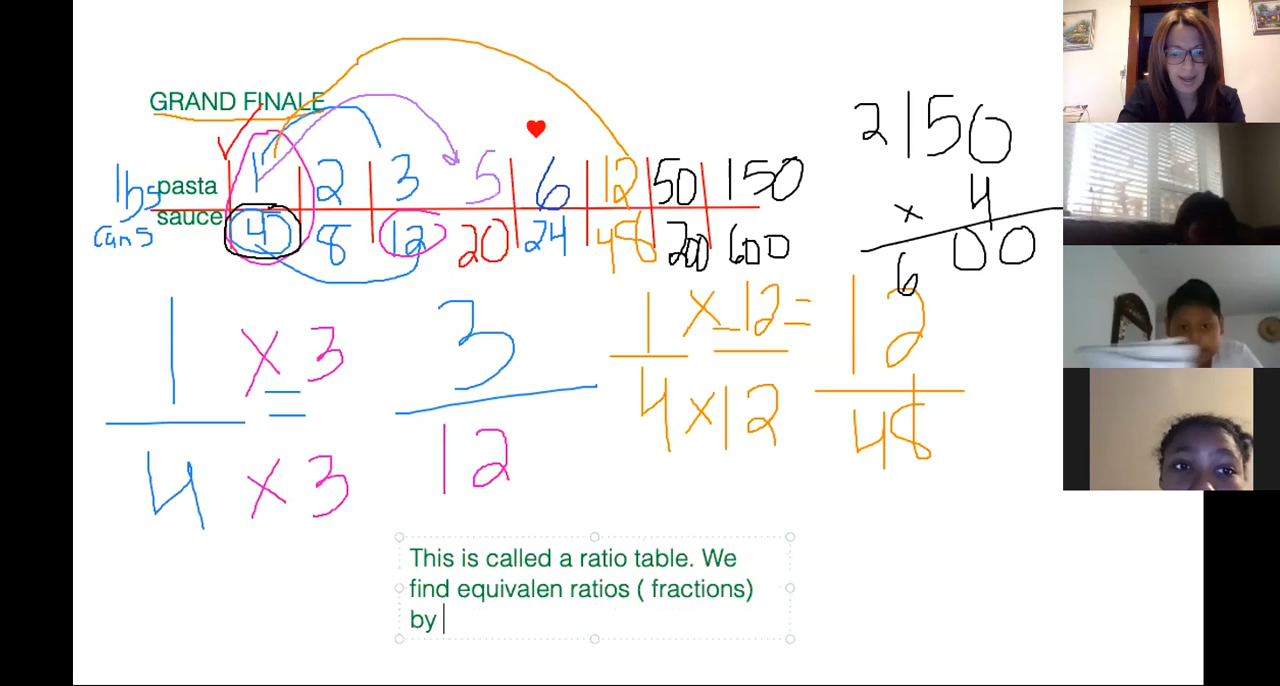 GRAND FINALE
lbs pasta 1 2 3 5 6 12 50 150
cans sauce 4 8 12 20 24 48 200 600
2150
x 4
600
1 x 3 = 3
4 x 3 12
1 x 12 = 12
4 x 12 48
This is called a ratio table. We
find equivalen ratios ( fractions)
by